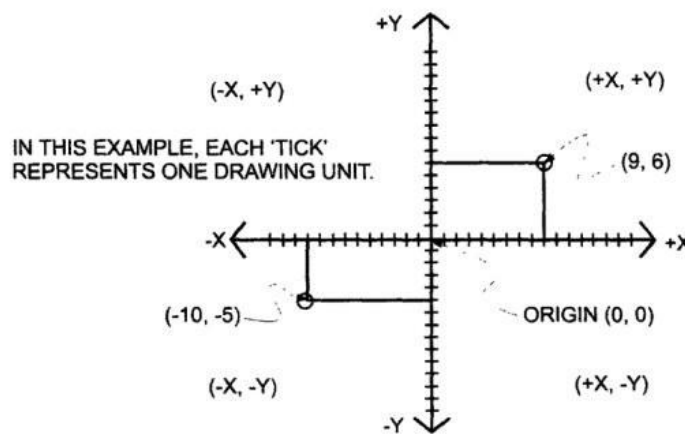 +Y
(-X, +Y)
(+X, +Y)
IN THIS EXAMPLE, EACH 'TICK'
REPRESENTS ONE DRAWING UNIT.
(9, 6)
-X
+X
(-10, -5)
ORIGIN (0, 0)
(-X, -Y)
(+X, -Y)
-Y